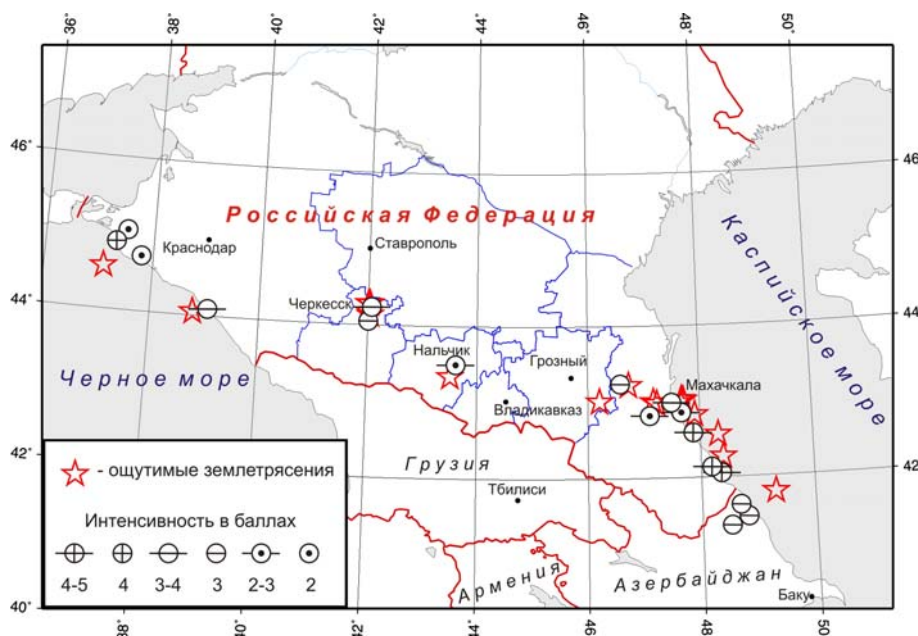 36°
38°
40°
42°
44°
46°
48°
50°
46°
46°
Российская Федерация
Краснодар
Ставрополь
Каспийское море
44°
44°
Черкесск
Нальчик
Грозный
Махачкала
Черное море
Владикавказ
42°
42°
Грузия
Тбилиси
Армения
Азербайджан
Баку
- ощутимые землетрясения
Интенсивность в баллах
4-5 4 3-4 3 2-3 2
40°
40°
38°
40°
42°
44°
46°
48°
50°